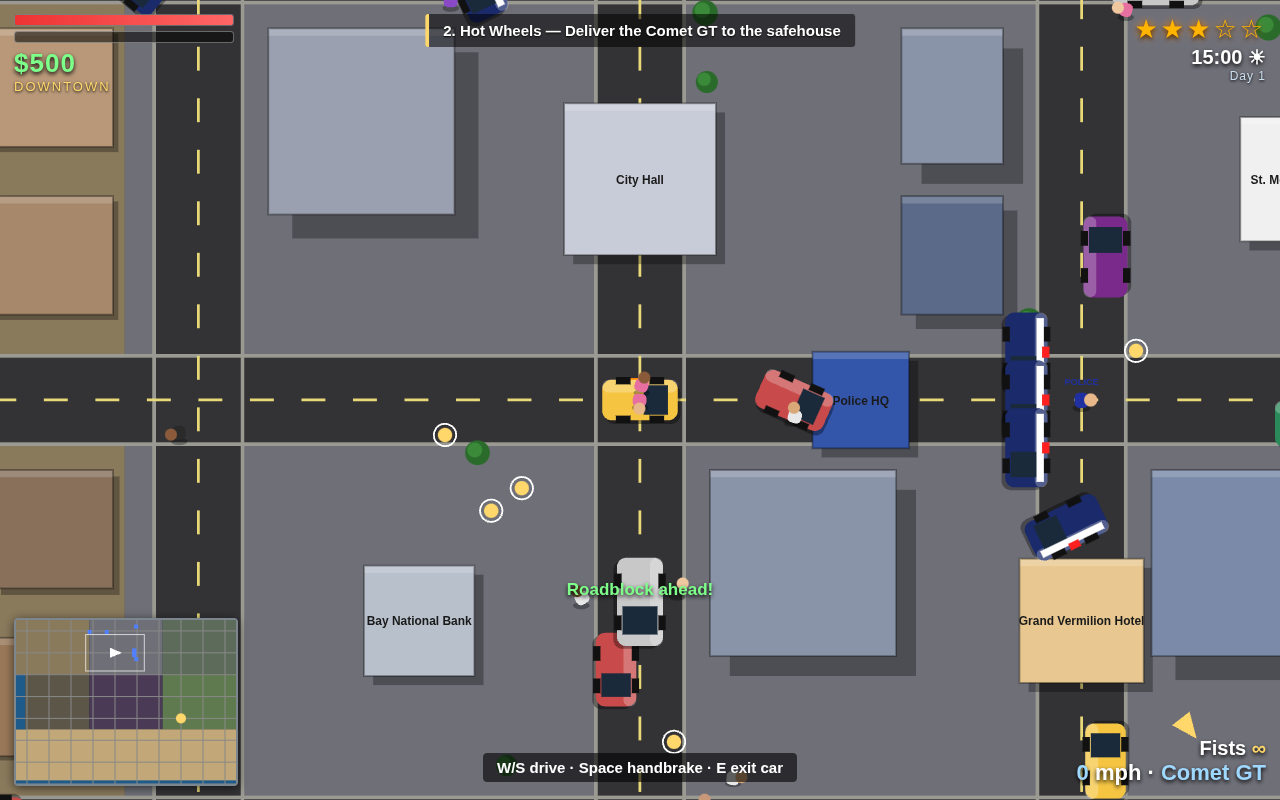 2. Hot Wheels — Deliver the Comet GT to the safehouse
$500
DOWNTOWN
15:00
Day 1
City Hall
St. M
Police HQ
Roadblock ahead!
Bay National Bank
Grand Vermilion Hotel
Fists ∞
0 mph · Comet GT
W/S drive · Space handbrake · E exit car